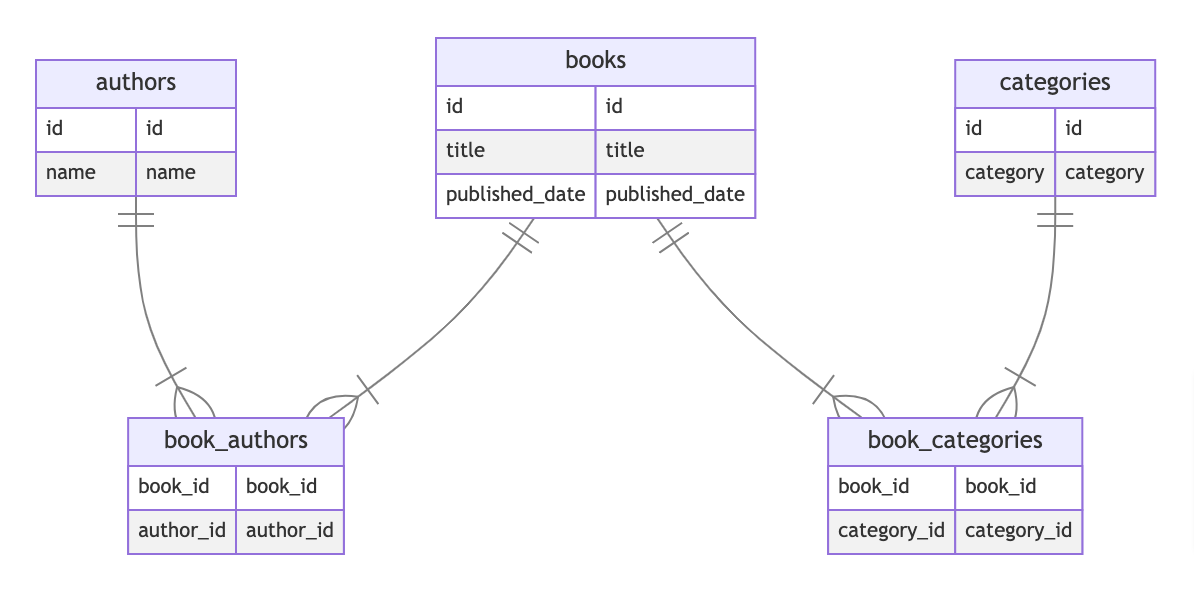 authors
id id
name name
books
id id
title title
published_date published_date
categories
id id
category category
book_authors
book_id book_id
author_id author_id
book_categories
book_id book_id
category_id category_id